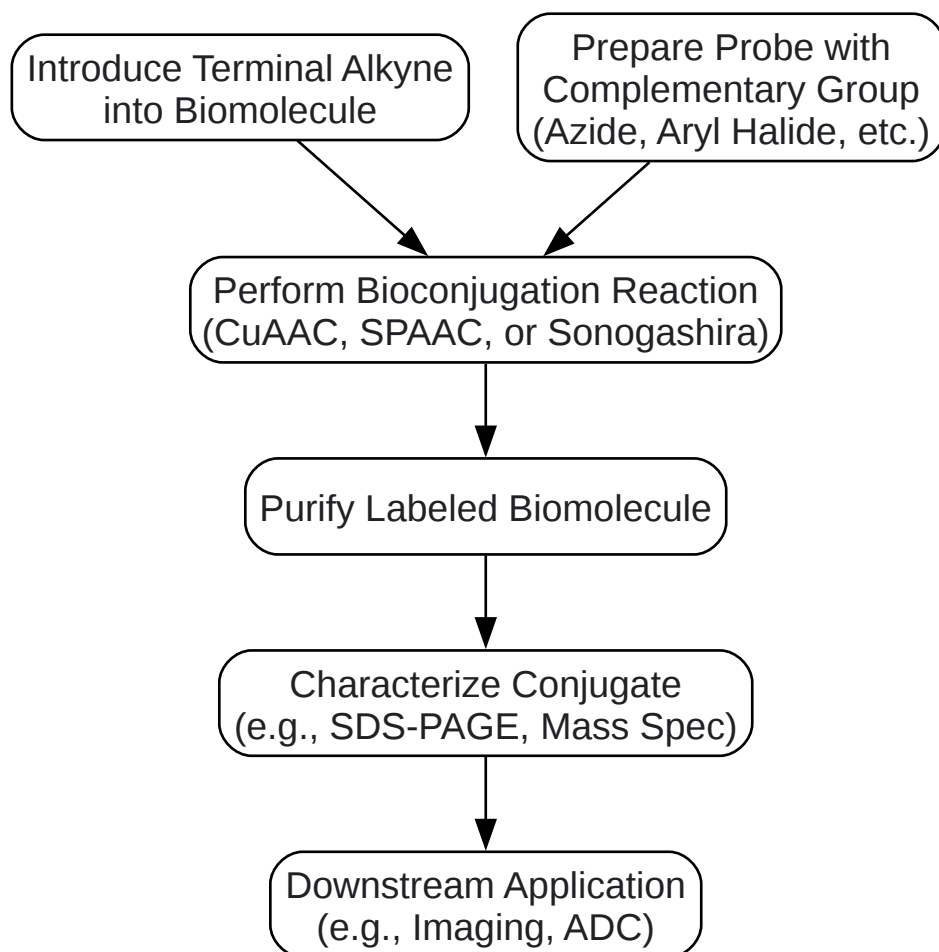 Introduce Terminal Alkyne
into Biomolecule
Prepare Probe with
Complementary Group
(Azide, Aryl Halide, etc.)
Perform Bioconjugation Reaction
(CuAAC, SPAAC, or Sonogashira)
Purify Labeled Biomolecule
Characterize Conjugate
(e.g., SDS-PAGE, Mass Spec)
Downstream Application
(e.g., Imaging, ADC)